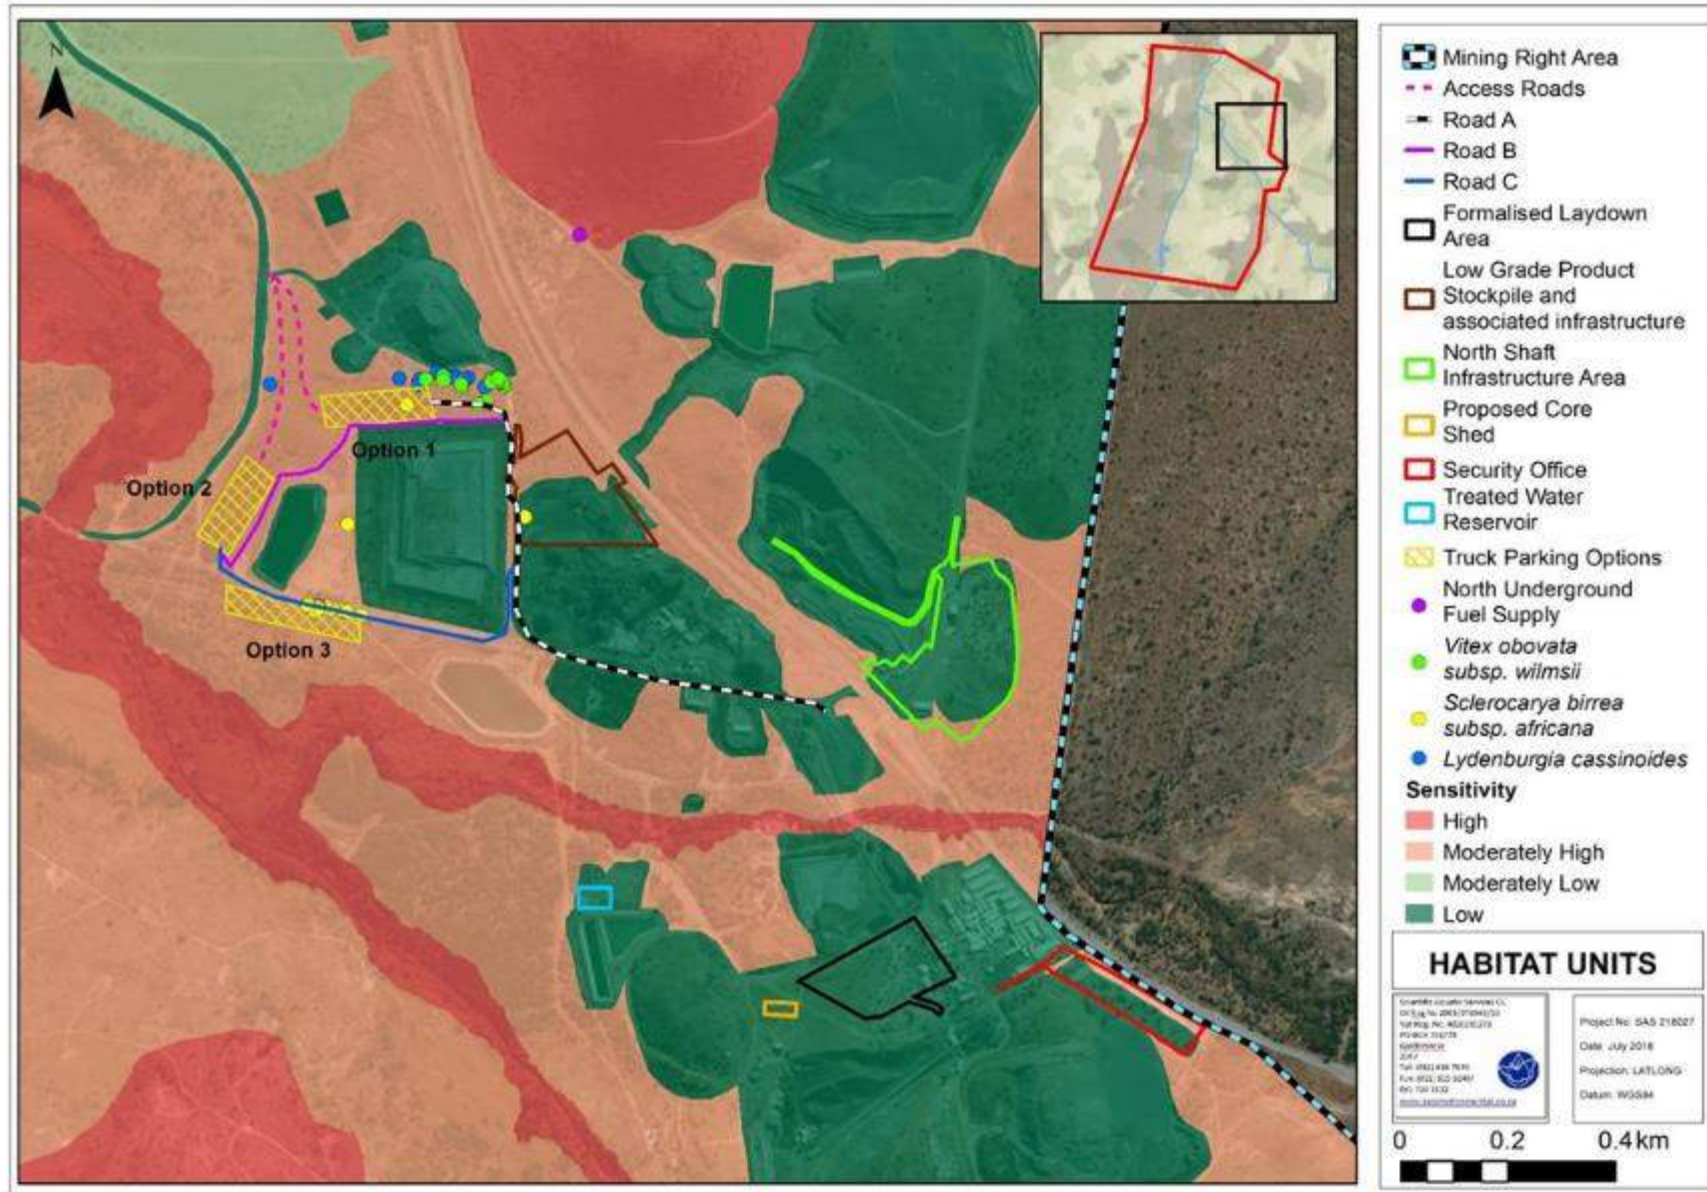 N
Option 1
Option 2
Option 3
Mining Right Area
Access Roads
Road A
Road B
Road C
Formalised Laydown
Area
Low Grade Product
Stockpile and
associated infrastructure
North Shaft
Infrastructure Area
Proposed Core
Shed
Security Office
Treated Water
Reservoir
Truck Parking Options
North Underground
Fuel Supply
Vitex obovata
subsp. wilmsii
Sclerocarya birrea
subsp. africana
Lydenburgia cassinoides
Sensitivity
High
Moderately High
Moderately Low
Low
HABITAT UNITS
Scientific Aquatic Services CC
Project No: SAS 218027
Date: July 2018
Projection: LATLONG
Datum: WGS84
0 0.2 0.4 km